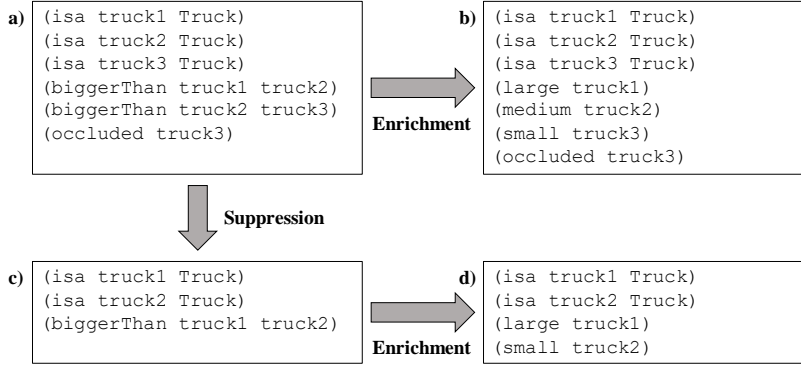 a)
(isa truck1 Truck)
(isa truck2 Truck)
(isa truck3 Truck)
(biggerThan truck1 truck2)
(biggerThan truck2 truck3)
(occluded truck3)
Enrichment
b)
(isa truck1 Truck)
(isa truck2 Truck)
(isa truck3 Truck)
(large truck1)
(medium truck2)
(small truck3)
(occluded truck3)
Suppression
c)
(isa truck1 Truck)
(isa truck2 Truck)
(biggerThan truck1 truck2)
Enrichment
d)
(isa truck1 Truck)
(isa truck2 Truck)
(large truck1)
(small truck2)